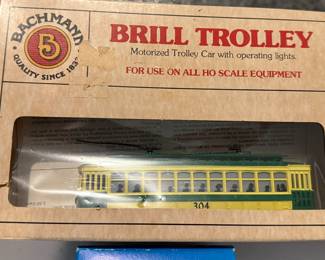 BACHMANN
B
QUALITY SINCE 1833
BRILL TROLLEY
Motorized Trolley Car with operating lights.
FOR USE ON ALL HO SCALE EQUIPMENT
304